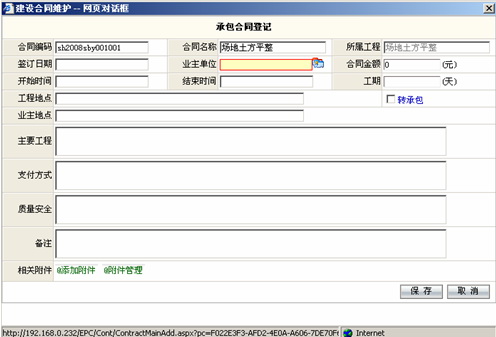 建设合同维护 -- 网页对话框
承包合同登记
合同编码 sh2008sby001001 合同名称 场地土方平整 所属工程 场地土方平整
签订日期 业主单位 合同金额 0 (元)
开始时间 结束时间 工期 (天)
工程地点 转承包
业主地点
主要工程
支付方式
质量安全
备注
相关附件 @添加附件 @附件管理
保存 取消
http://192.168.0.232/EPC/Cont/ContractMainAdd.aspx?pc=F022E3F3-AFD2-4E0A-A606-7DE70F6 Internet